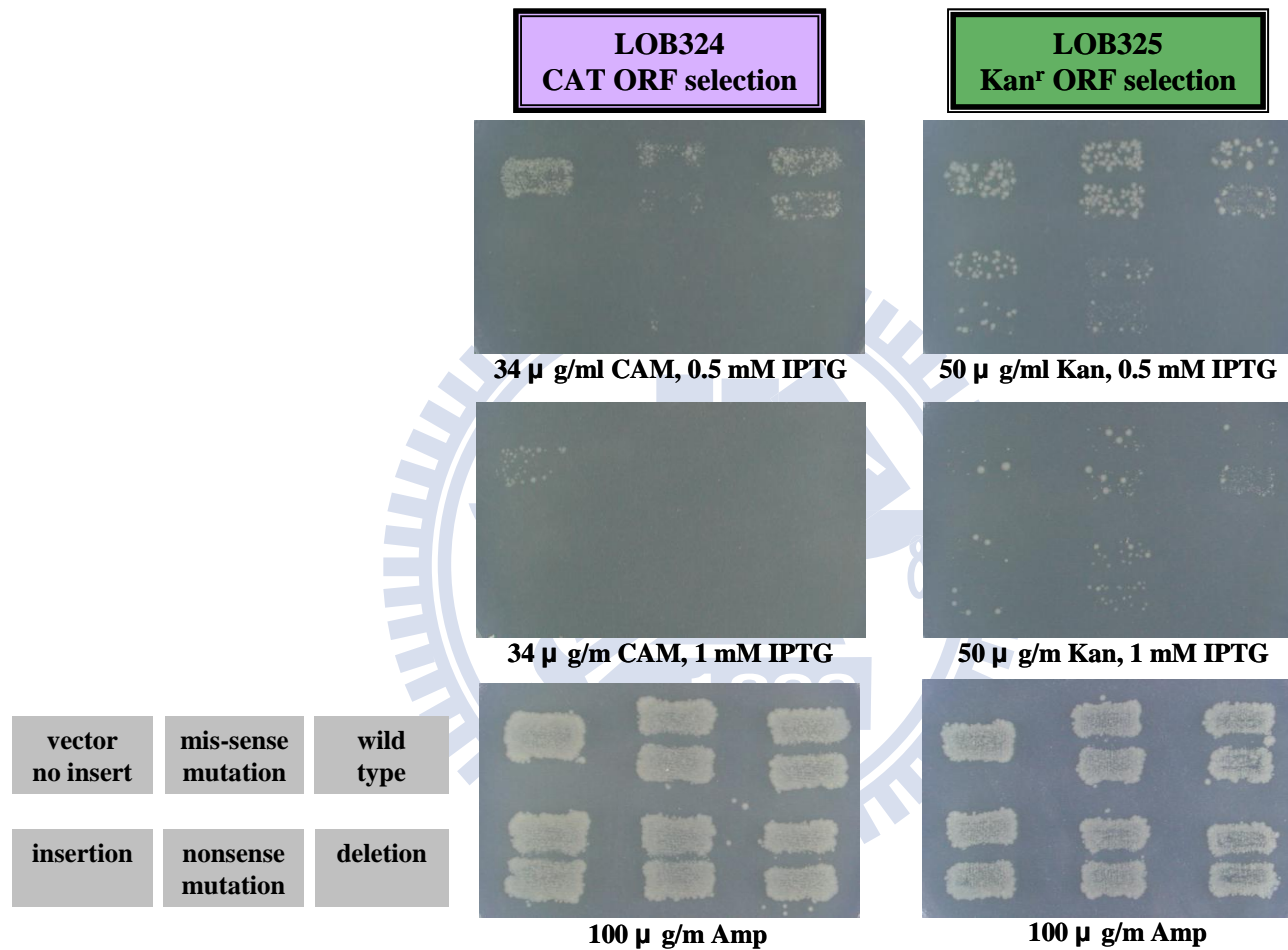 LOB324
CAT ORF selection
LOB325
Kanʳ ORF selection
34 μ g/ml CAM, 0.5 mM IPTG
50 μ g/ml Kan, 0.5 mM IPTG
34 μ g/m CAM, 1 mM IPTG
50 μ g/m Kan, 1 mM IPTG
vector
no insert
mis-sense
mutation
wild
type
insertion
nonsense
mutation
deletion
100 μ g/m Amp
100 μ g/m Amp